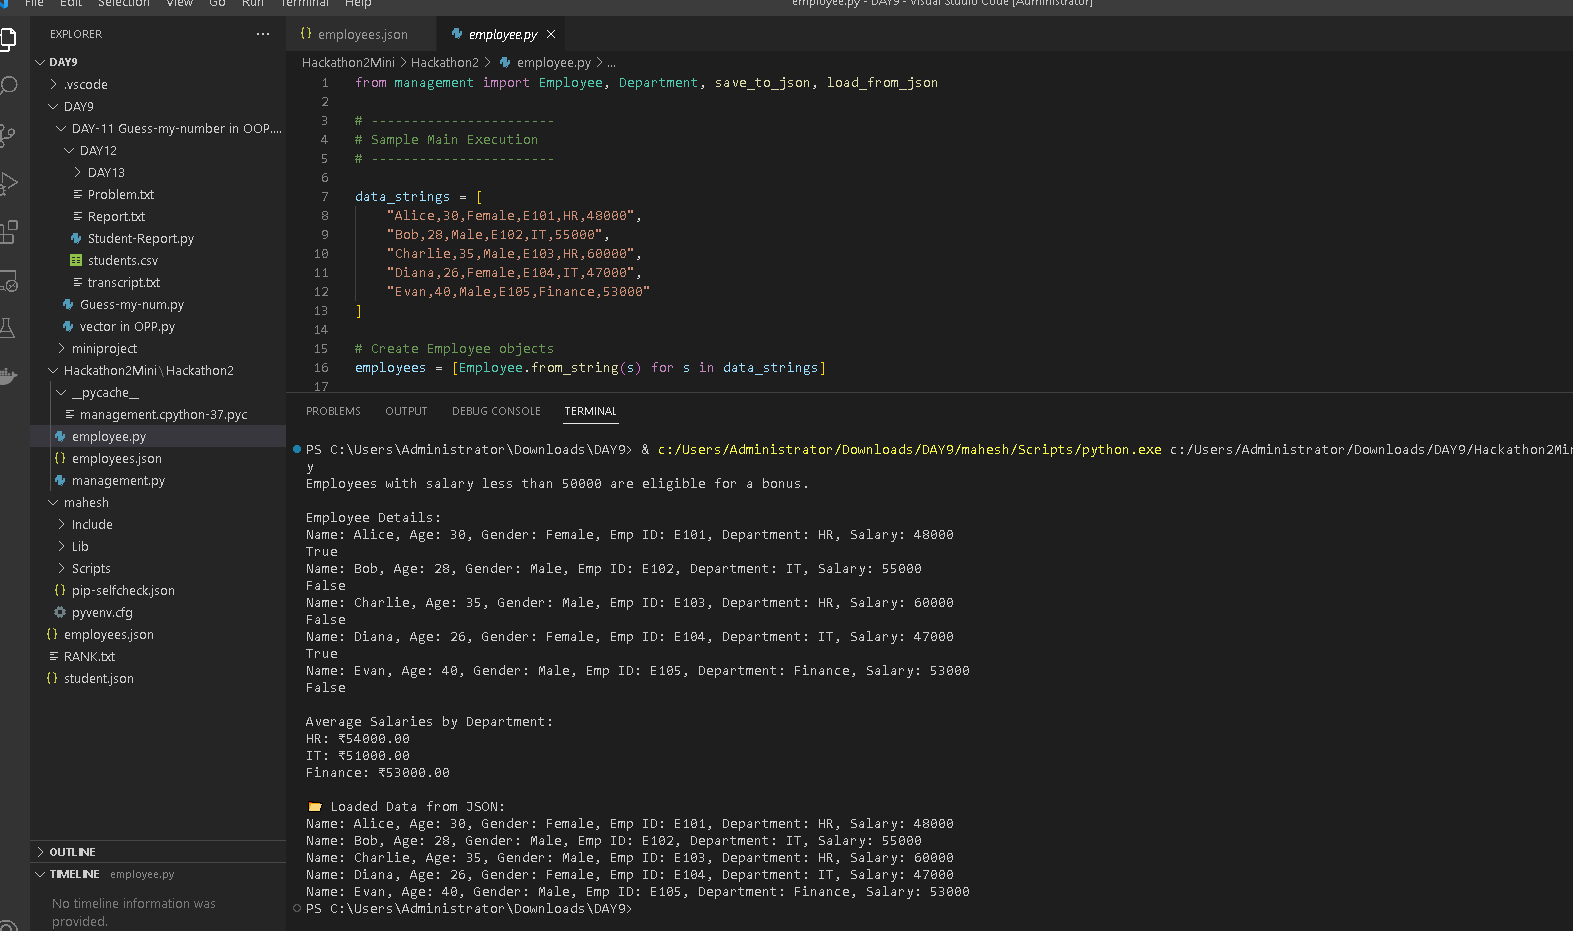 File Edit Selection View Go Run Terminal Help
employee.py - DAY9 - Visual Studio Code [Administrator]
EXPLORER
DAY9
.vscode
DAY9
DAY-11 Guess-my-number in OOP....
DAY12
DAY13
Problem.txt
Report.txt
Student-Report.py
students.csv
transcript.txt
Guess-my-num.py
vector in OPP.py
miniproject
Hackathon2Mini\Hackathon2
__pycache__
management.cpython-37.pyc
employee.py
employees.json
management.py
mahesh
Include
Lib
Scripts
pip-selfcheck.json
pyvenv.cfg
employees.json
RANK.txt
student.json
OUTLINE
TIMELINE employee.py
No timeline information was
provided.
employees.json employee.py
Hackathon2Mini > Hackathon2 > employee.py > ...
1 from management import Employee, Department, save_to_json, load_from_json
2
3 # -----------------------
4 # Sample Main Execution
5 # -----------------------
6
7 data_strings = [
8 "Alice,30,Female,E101,HR,48000",
9 "Bob,28,Male,E102,IT,55000",
10 "Charlie,35,Male,E103,HR,60000",
11 "Diana,26,Female,E104,IT,47000",
12 "Evan,40,Male,E105,Finance,53000"
13 ]
14
15 # Create Employee objects
16 employees = [Employee.from_string(s) for s in data_strings]
17
PROBLEMS OUTPUT DEBUG CONSOLE TERMINAL
PS C:\Users\Administrator\Downloads\DAY9> & c:/Users/Administrator/Downloads/DAY9/mahesh/Scripts/python.exe c:/Users/Administrator/Downloads/DAY9/Hackathon2Min
y
Employees with salary less than 50000 are eligible for a bonus.
Employee Details:
Name: Alice, Age: 30, Gender: Female, Emp ID: E101, Department: HR, Salary: 48000
True
Name: Bob, Age: 28, Gender: Male, Emp ID: E102, Department: IT, Salary: 55000
False
Name: Charlie, Age: 35, Gender: Male, Emp ID: E103, Department: HR, Salary: 60000
False
Name: Diana, Age: 26, Gender: Female, Emp ID: E104, Department: IT, Salary: 47000
True
Name: Evan, Age: 40, Gender: Male, Emp ID: E105, Department: Finance, Salary: 53000
False
Average Salaries by Department:
HR: ₹54000.00
IT: ₹51000.00
Finance: ₹53000.00
📂 Loaded Data from JSON:
Name: Alice, Age: 30, Gender: Female, Emp ID: E101, Department: HR, Salary: 48000
Name: Bob, Age: 28, Gender: Male, Emp ID: E102, Department: IT, Salary: 55000
Name: Charlie, Age: 35, Gender: Male, Emp ID: E103, Department: HR, Salary: 60000
Name: Diana, Age: 26, Gender: Female, Emp ID: E104, Department: IT, Salary: 47000
Name: Evan, Age: 40, Gender: Male, Emp ID: E105, Department: Finance, Salary: 53000
PS C:\Users\Administrator\Downloads\DAY9>